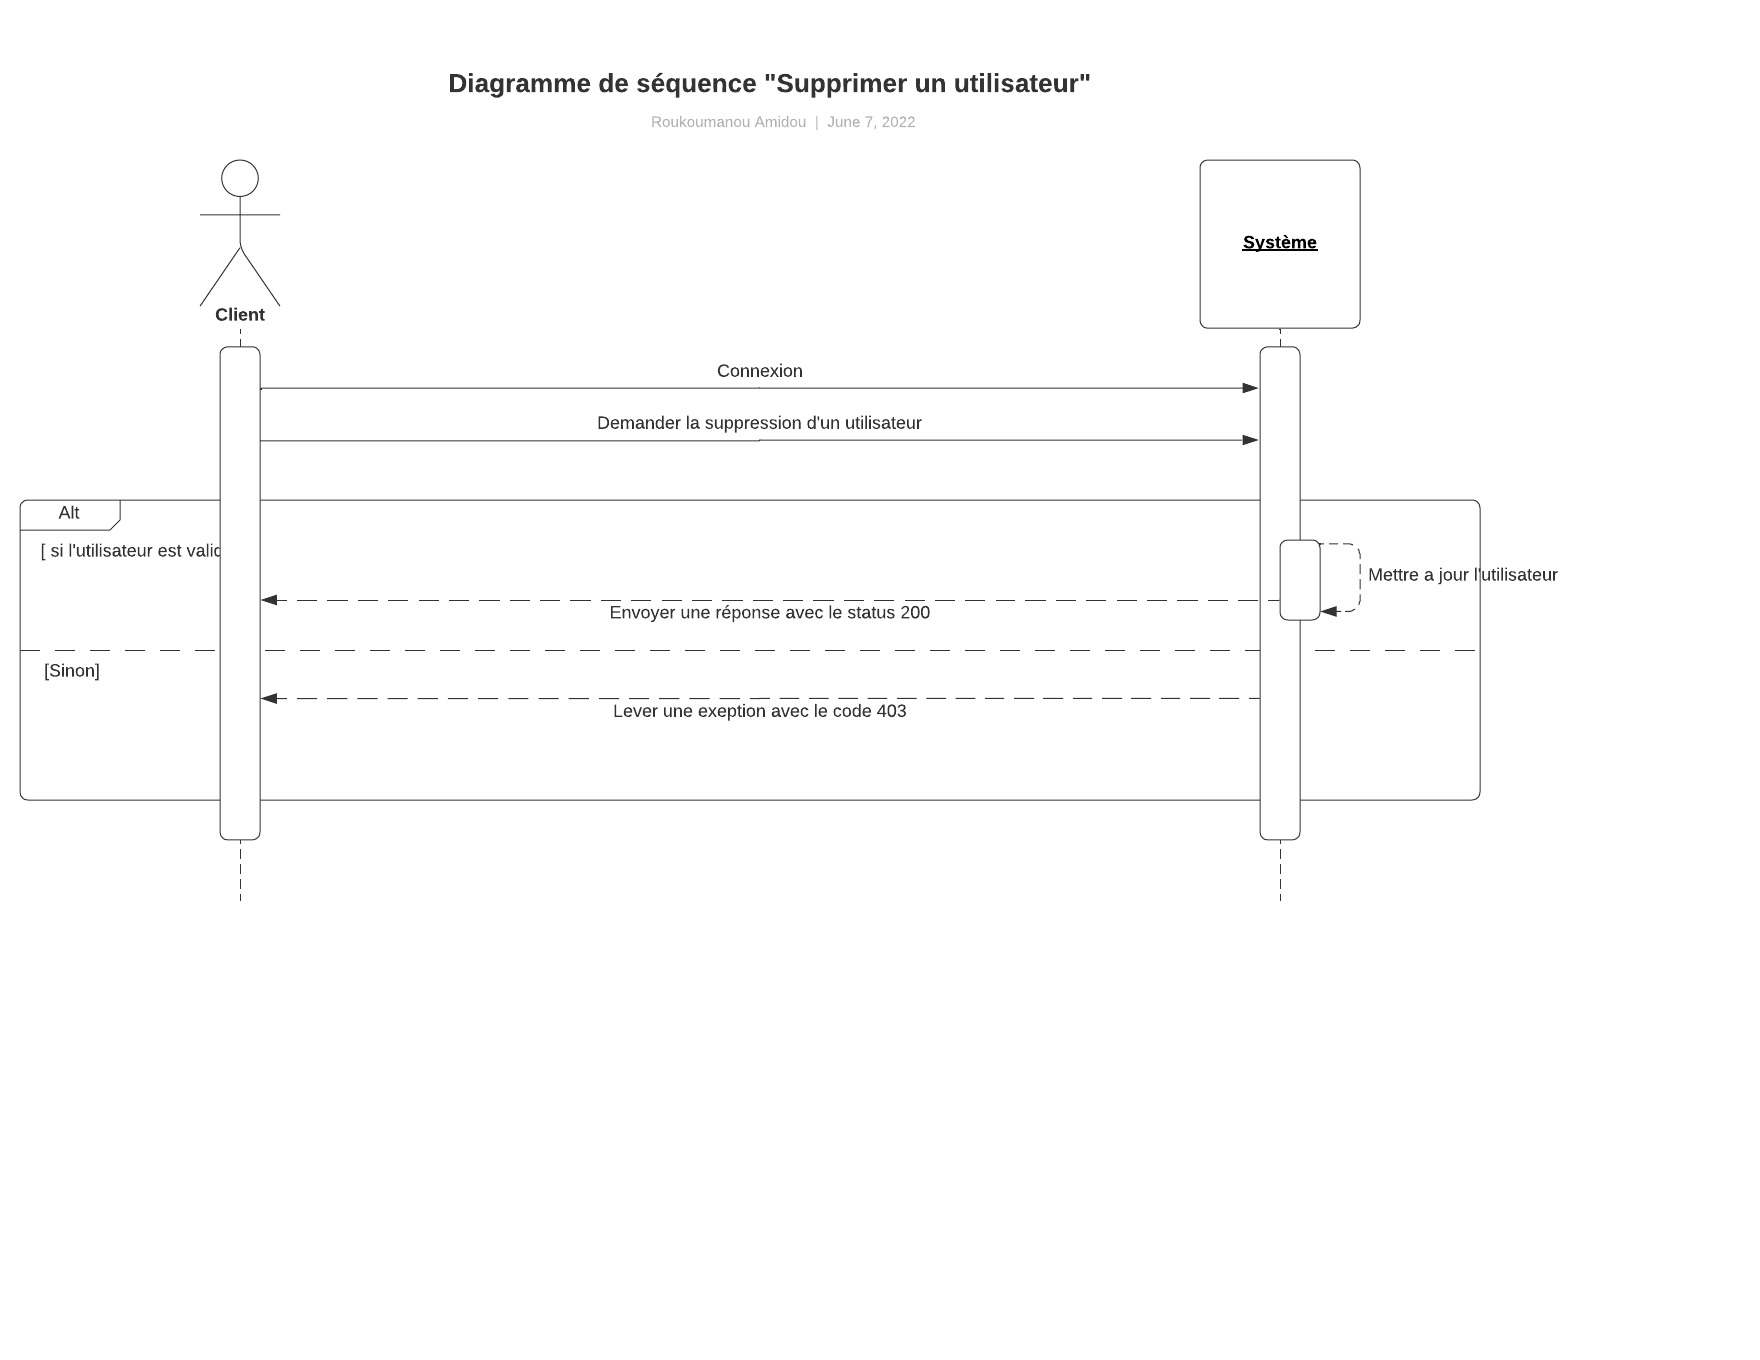 Diagramme de séquence "Supprimer un utilisateur"
Roukoumanou Amidou | June 7, 2022
Système
Client
Connexion
Demander la suppression d'un utilisateur
Alt
[ si l'utilisateur est valid
Mettre a jour l'utilisateur
Envoyer une réponse avec le status 200
[Sinon]
Lever une exeption avec le code 403